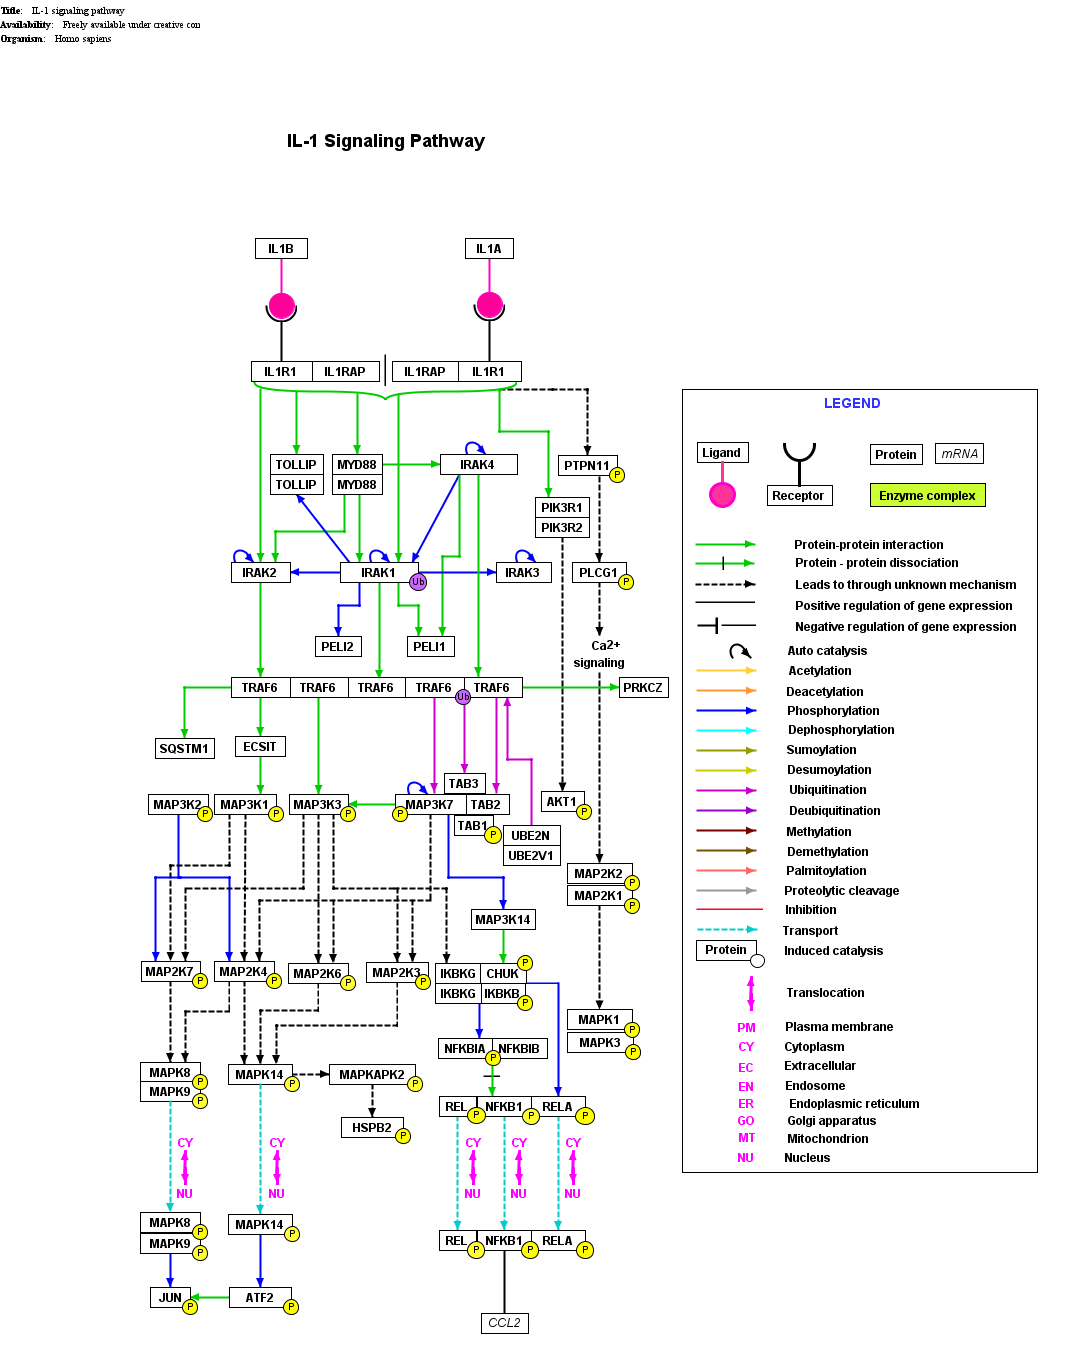 Title: IL-1 signaling pathway
Availability: Freely available under creative con
Organism: Homo sapiens
IL-1 Signaling Pathway
IL1B
IL1A
IL1R1 IL1RAP IL1RAP IL1R1
TOLLIP
TOLLIP
MYD88
MYD88
IRAK4
PTPN11 P
PIK3R1
PIK3R2
IRAK2
IRAK1 Ub
IRAK3
PLCG1 P
PELI2
PELI1
Ca2+
signaling
TRAF6 TRAF6 TRAF6 TRAF6 Ub TRAF6
PRKCZ
SQSTM1
ECSIT
TAB3
MAP3K2 P
MAP3K1 P
MAP3K3 P
P MAP3K7 TAB2
TAB1 P
AKT1 P
UBE2N
UBE2V1
MAP2K2 P
MAP2K1 P
MAP3K14
MAP2K7 P
MAP2K4 P
MAP2K6 P
MAP2K3 P
IKBKG CHUK P
IKBKG IKBKB P
MAPK1 P
MAPK3 P
NFKBIA P NFKBIB
MAPK8 P
MAPK9 P
MAPK14 P
MAPKAPK2 P
HSPB2 P
REL P NFKB1 P RELA P
CY CY CY CY CY
NU NU NU NU NU
MAPK8 P
MAPK9 P
MAPK14 P
REL P NFKB1 P RELA P
JUN P
ATF2 P
CCL2
LEGEND
Ligand
Receptor
Protein
mRNA
Enzyme complex
Protein-protein interaction
Protein - protein dissociation
Leads to through unknown mechanism
Positive regulation of gene expression
Negative regulation of gene expression
Auto catalysis
Acetylation
Deacetylation
Phosphorylation
Dephosphorylation
Sumoylation
Desumoylation
Ubiquitination
Deubiquitination
Methylation
Demethylation
Palmitoylation
Proteolytic cleavage
Inhibition
Transport
Protein Induced catalysis
Translocation
PM Plasma membrane
CY Cytoplasm
EC Extracellular
EN Endosome
ER Endoplasmic reticulum
GO Golgi apparatus
MT Mitochondrion
NU Nucleus